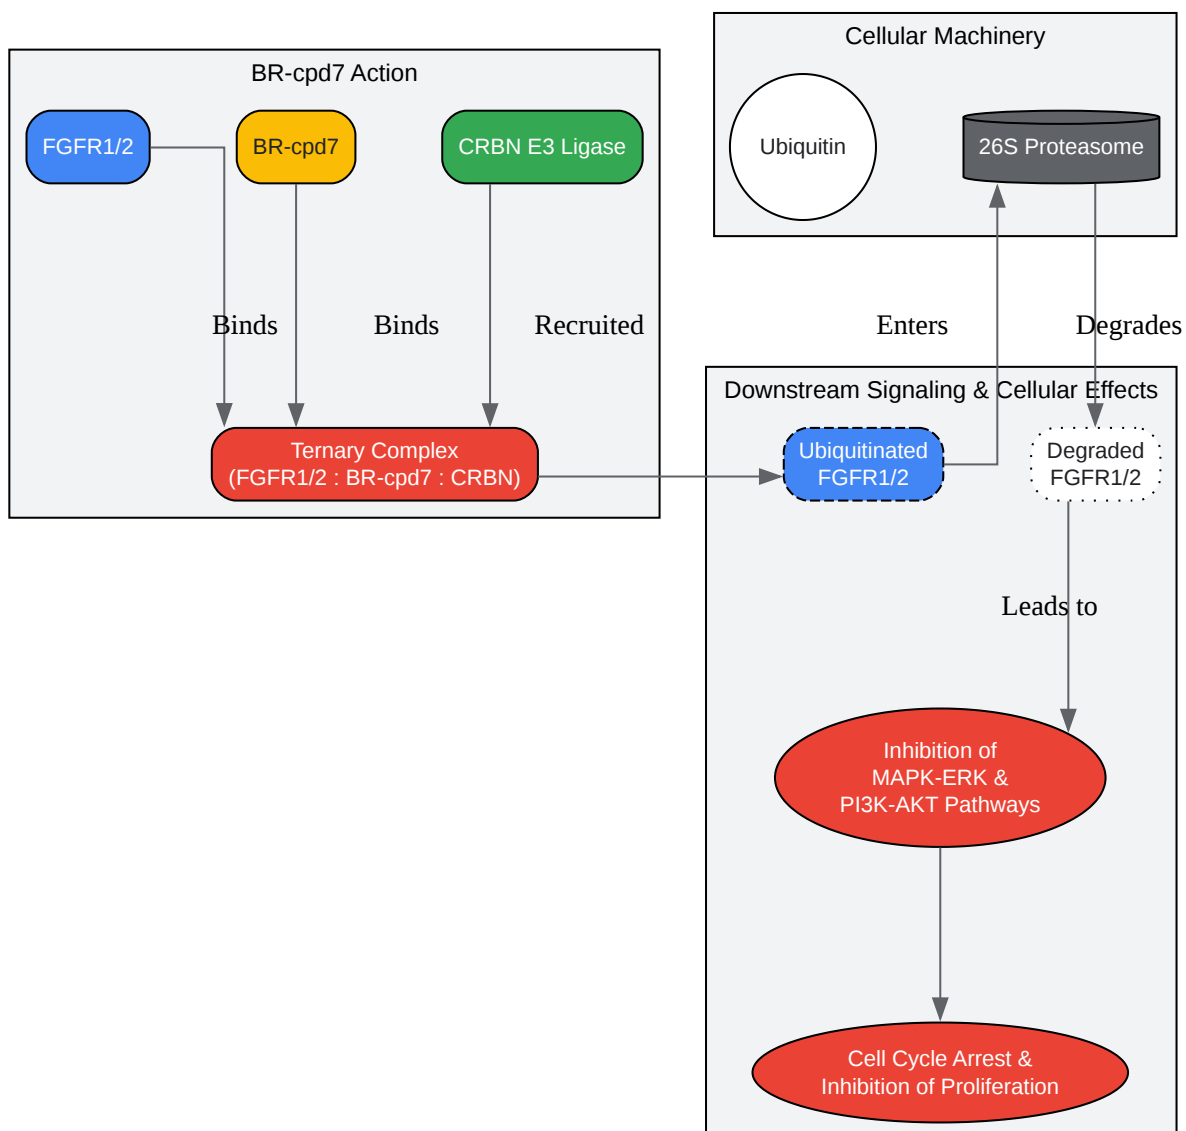 Cellular Machinery
BR-cpd7 Action
FGFR1/2
BR-cpd7
CRBN E3 Ligase
Ubiquitin
26S Proteasome
Binds
Binds
Recruited
Enters
Degrades
Downstream Signaling & Cellular Effects
Ternary Complex
(FGFR1/2 : BR-cpd7 : CRBN)
Ubiquitinated
FGFR1/2
Degraded
FGFR1/2
Leads to
Inhibition of
MAPK-ERK &
PI3K-AKT Pathways
Cell Cycle Arrest &
Inhibition of Proliferation